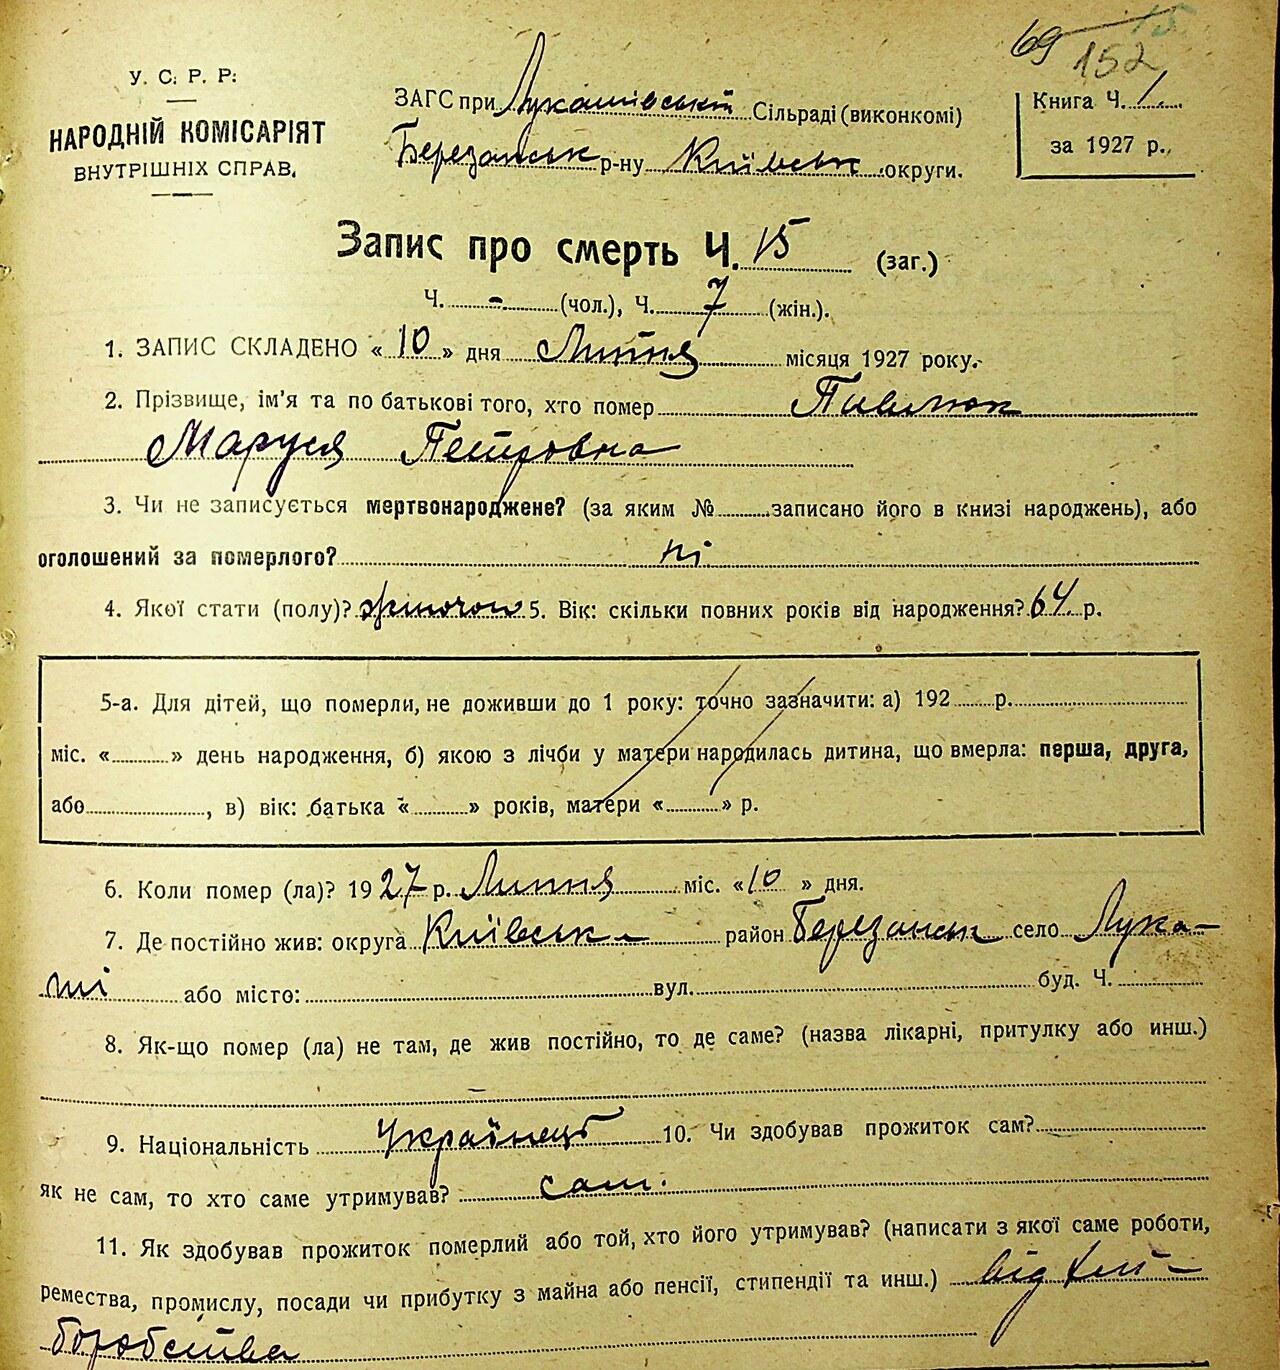 69 15
152
У. С. Р. Р.
НАРОДНІЙ КОМІСАРІЯТ
ВНУТРІШНІХ СПРАВ.
ЗАГС при Лукашівській Сільраді (виконкомі)
Березанськ р-ну Київськ округи.
Книга Ч. 1
за 1927 р.
Запис про смерть Ч. 15 (заг.)
Ч. - (чол.), Ч. 7 (жін.).
1. ЗАПИС СКЛАДЕНО «10» дня Липня місяця 1927 року.
2. Прізвище, ім'я та по батькові того, хто помер
Маруся Петровна
3. Чи не записується мертвонароджене? (за яким № записано його в книзі народжень), або
оголошений за померлого? ні
4. Якої стати (полу)? 5. Вік: скільки повних років від народження? 64 р.
5-а. Для дітей, що померли, не доживши до 1 року: точно зазначити: а) 192 р.
міс. « » день народження, б) якою з лічби у матери народилась дитина, що вмерла: перша, друга,
або , в) вік: батька « » років, матери « » р.
6. Коли помер (ла)? 1927 р. Липня міс. «10» дня.
7. Де постійно жив: округа Київська район Березанськ село Лука-
ші або місто: вул. буд. Ч.
8. Як-що помер (ла) не там, де жив постійно, то де саме? (назва лікарні, притулку або инш.)
–
9. Національність Українець 10. Чи здобував прожиток сам?
як не сам, то хто саме утримував? сам.
11. Як здобував прожиток померлий або той, хто його утримував? (написати з якої саме роботи,
ремества, промислу, посади чи прибутку з майна або пенсії, стипендії та инш.) від хлі-
боробства